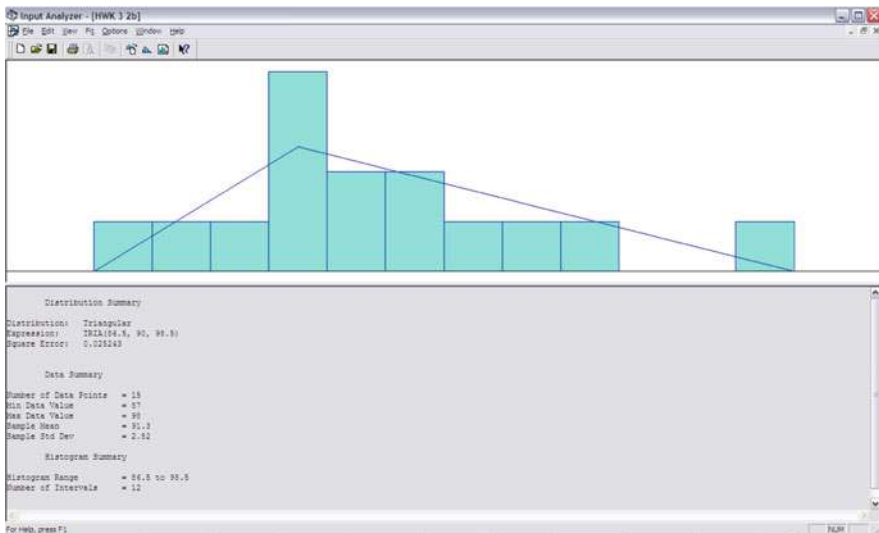 Input Analyzer - [HWK 3 2b]
File Edit View Fit Options Window Help
Distribution Summary
Distribution: Triangular
Expression: TRIA(86.5, 90, 98.5)
Square Error: 0.025243
Data Summary
Number of Data Points = 15
Min Data Value = 87
Max Data Value = 98
Sample Mean = 91.3
Sample Std Dev = 2.82
Histogram Summary
Histogram Range = 86.5 to 98.5
Number of Intervals = 12
For Help, press F1
NUM